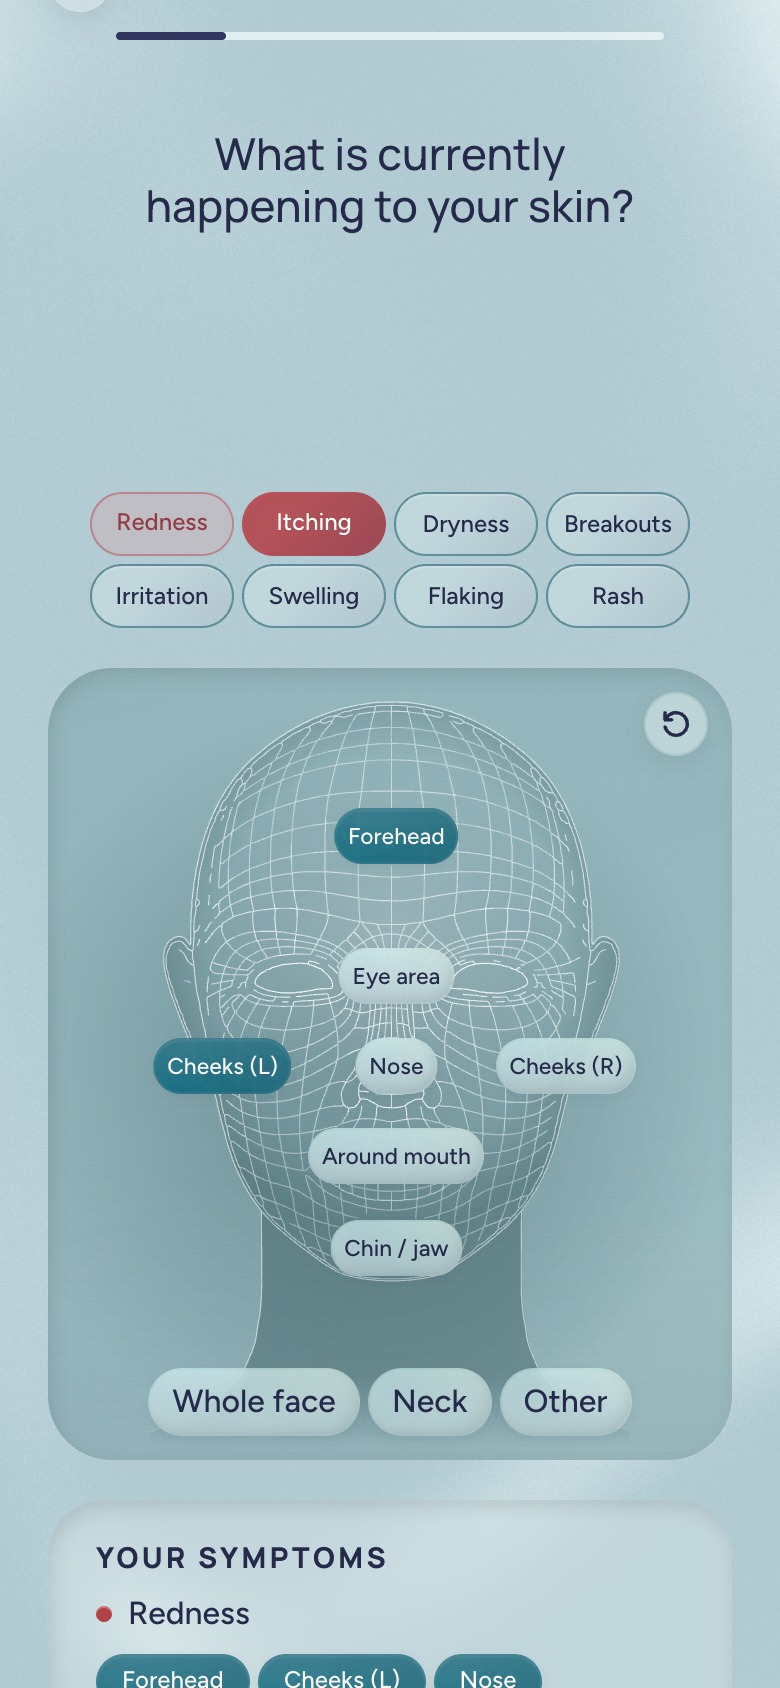 What is currently
happening to your skin?
Redness Itching Dryness Breakouts
Irritation Swelling Flaking Rash
Forehead
Eye area
Cheeks (L) Nose Cheeks (R)
Around mouth
Chin / jaw
Whole face Neck Other
YOUR SYMPTOMS
Redness
Forehead Cheeks (L) Nose